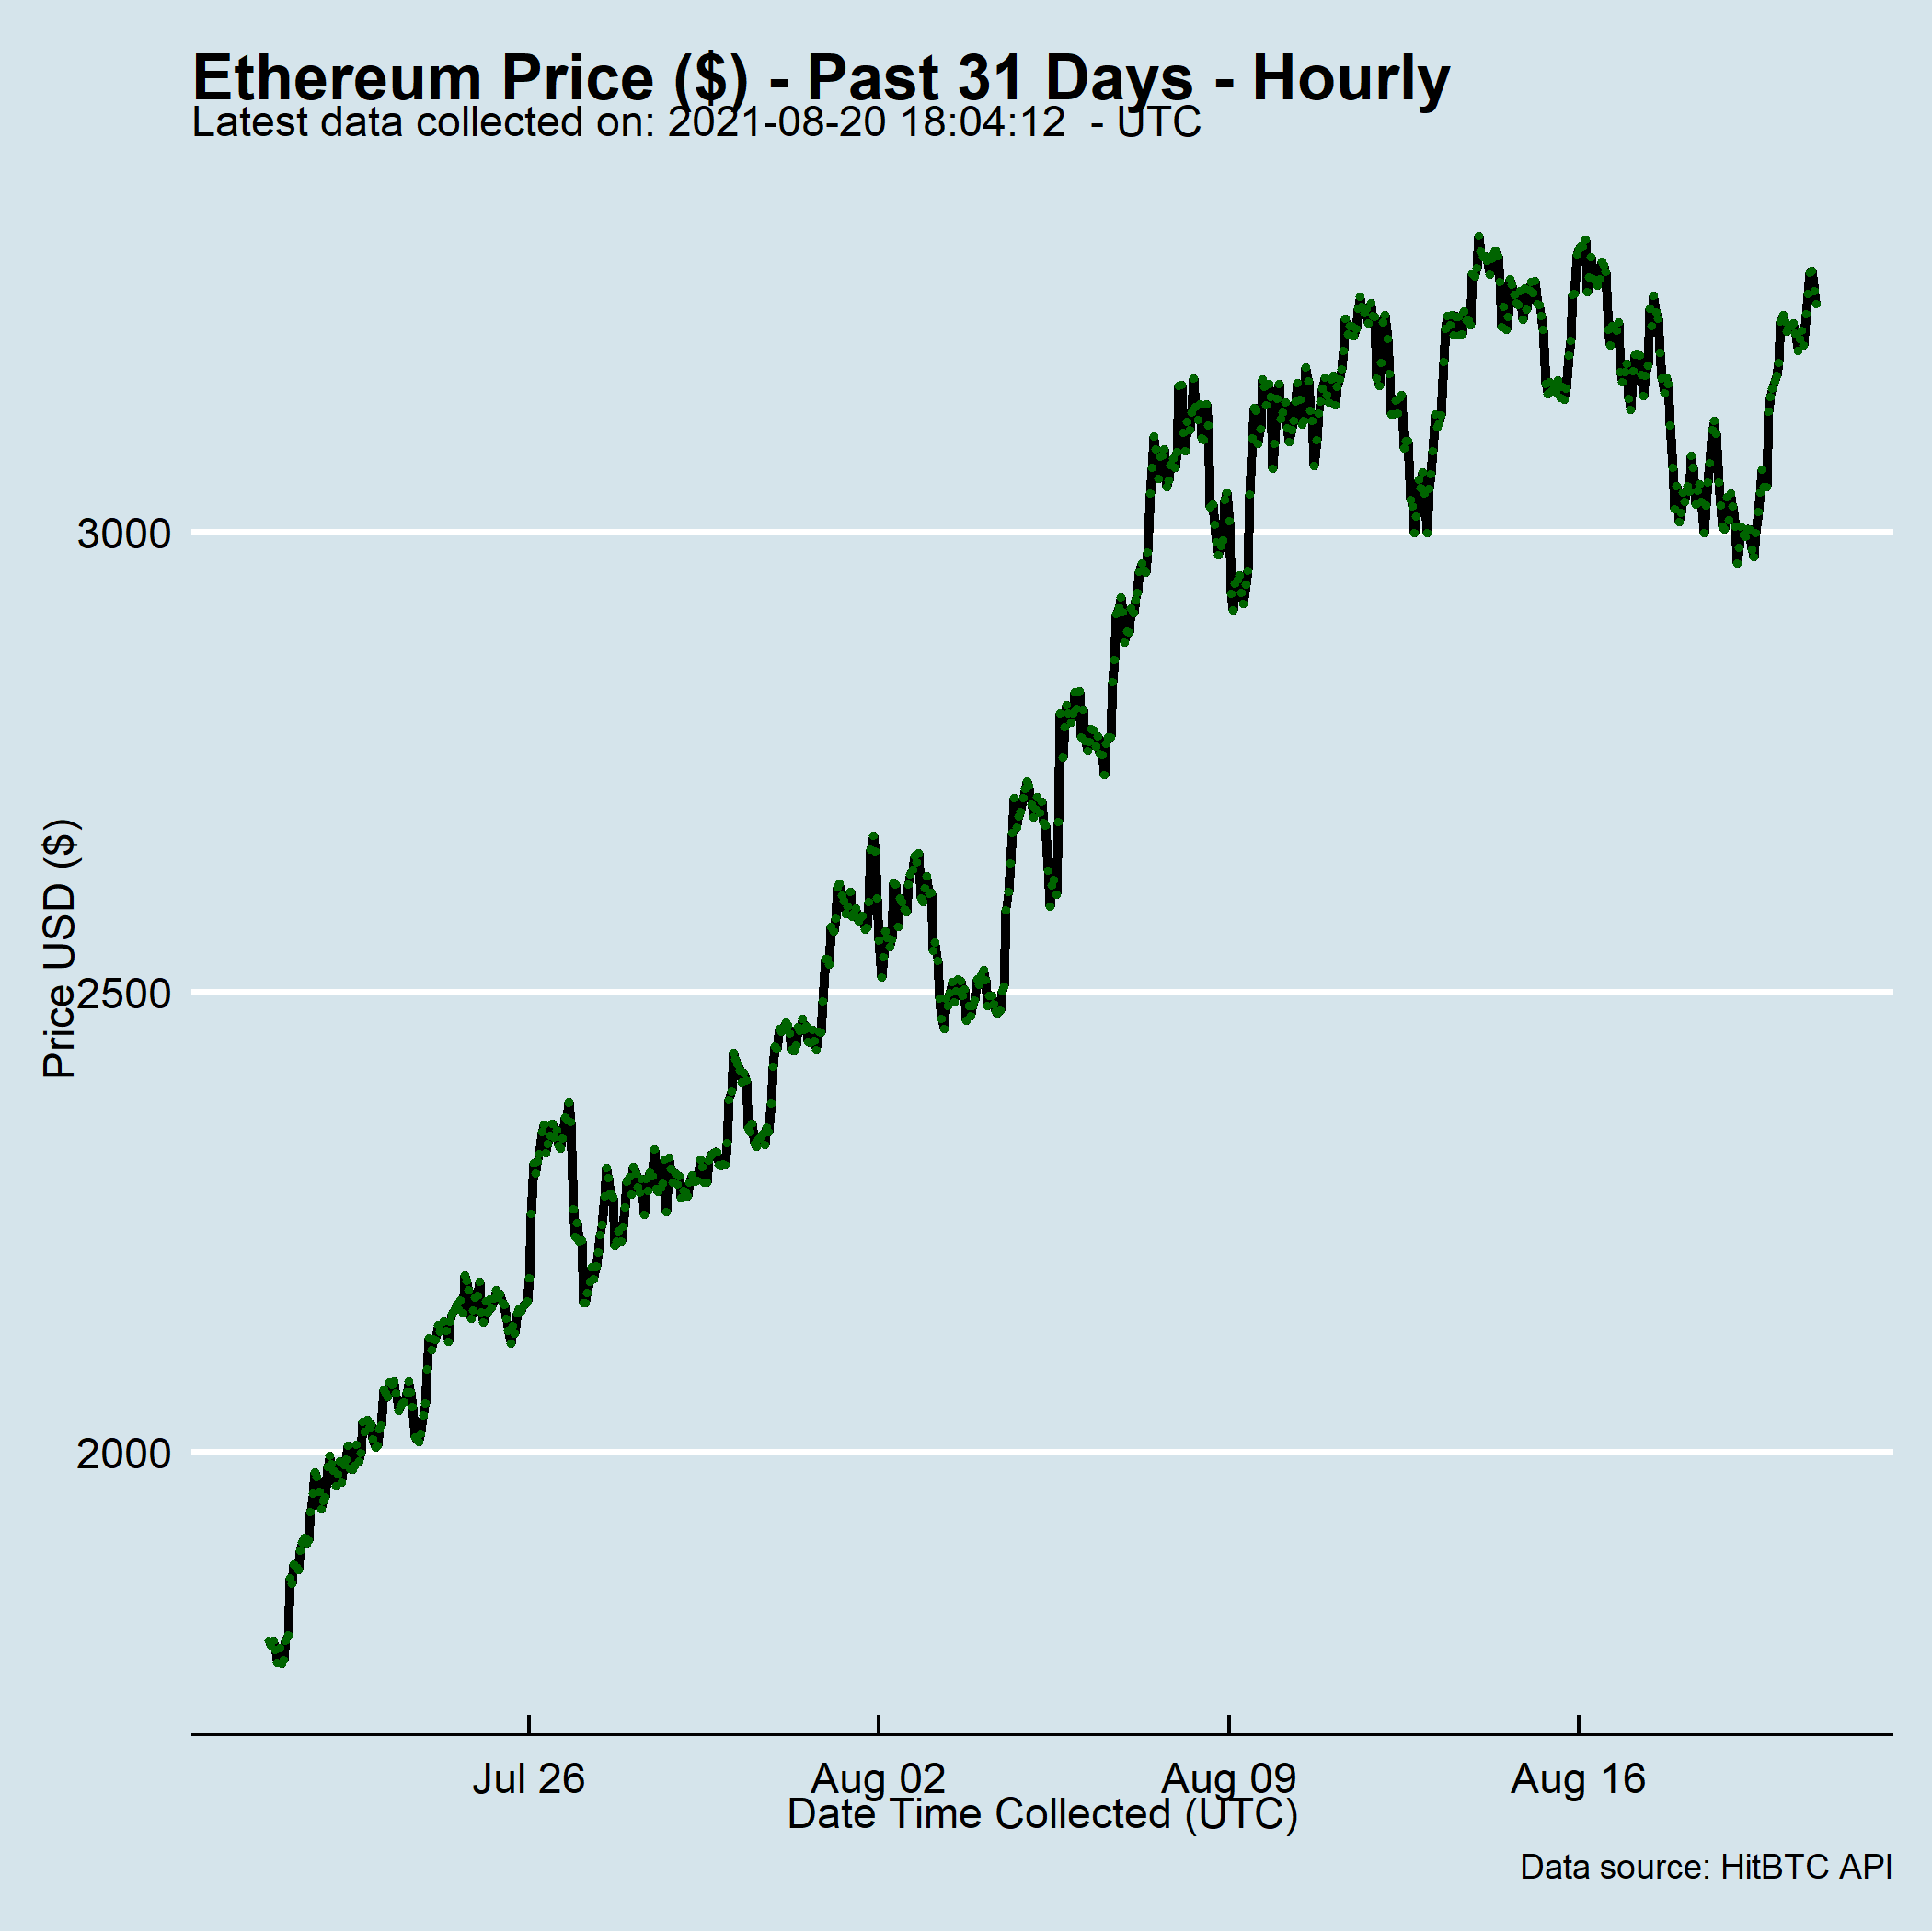 Ethereum Price ($) - Past 31 Days - Hourly
Latest data collected on: 2021-08-20 18:04:12  - UTC
Price USD ($)
3000
2500
2000
Jul 26
Aug 02
Aug 09
Aug 16
Date Time Collected (UTC)
Data source: HitBTC API